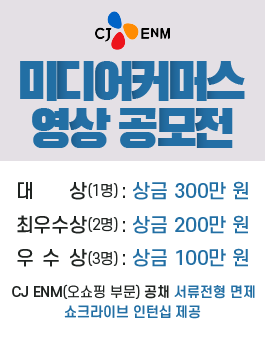 CJ ENM
미디어커머스
영상 공모전
대 상(1명) : 상금 300만 원
최우수상(2명) : 상금 200만 원
우 수 상(3명) : 상금 100만 원
CJ ENM(오쇼핑 부문) 공채 서류전형 면제
쇼크라이브 인턴십 제공